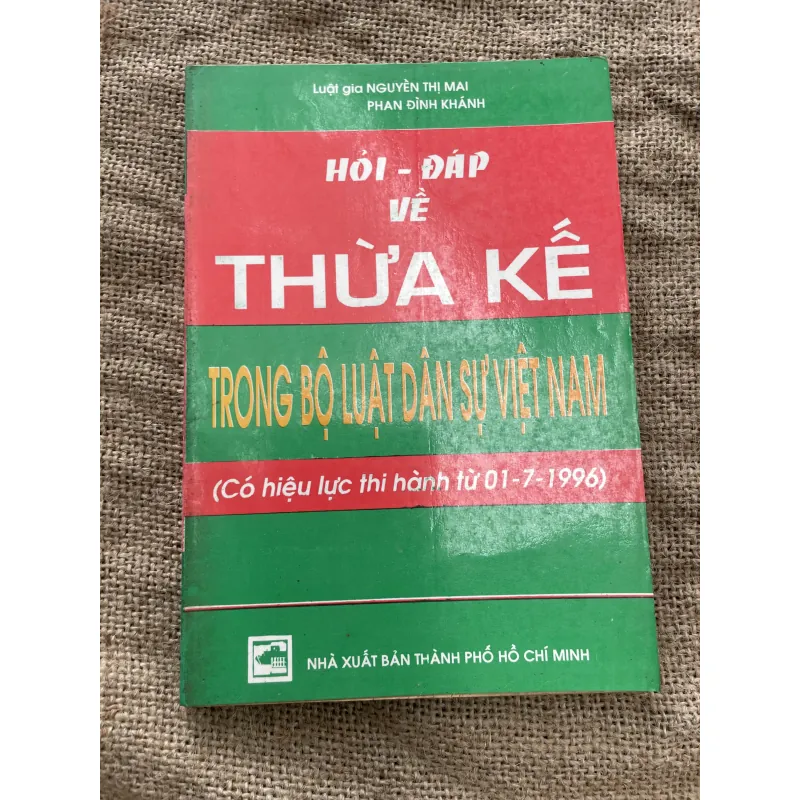 Luật gia NGUYỄN THỊ MAI
PHAN ĐÌNH KHÁNH
HỎI - ĐÁP
VỀ
THỪA KẾ
TRONG BỘ LUẬT DÂN SỰ VIỆT NAM
(Có hiệu lực thi hành từ 01-7-1996)
NHÀ XUẤT BẢN THÀNH PHỐ HỒ CHÍ MINH